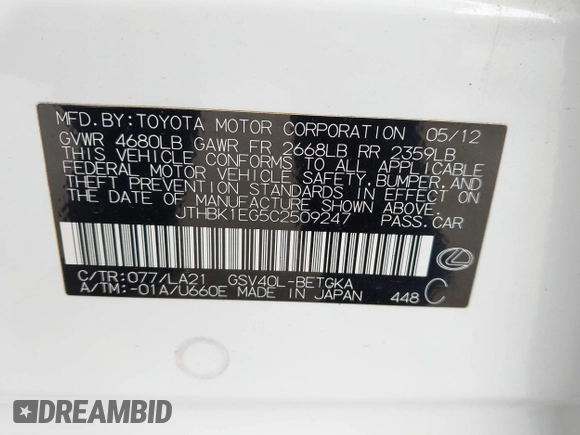 MFD. BY: TOYOTA MOTOR CORPORATION 05/12
GVWR 4680LB GAWR FR 2668LB RR 2359LB
THIS VEHICLE CONFORMS TO ALL APPLICABLE
FEDERAL MOTOR VEHICLE SAFETY, BUMPER, AND
THEFT PREVENTION STANDARDS IN EFFECT ON
THE DATE OF MANUFACTURE SHOWN ABOVE.
JTHBK1EG5C2509247 PASS. CAR
C/TR: 077/LA21 GSV40L-BETGKA
A/TM: -01A/U660E MADE IN JAPAN 448 C
DREAMBID